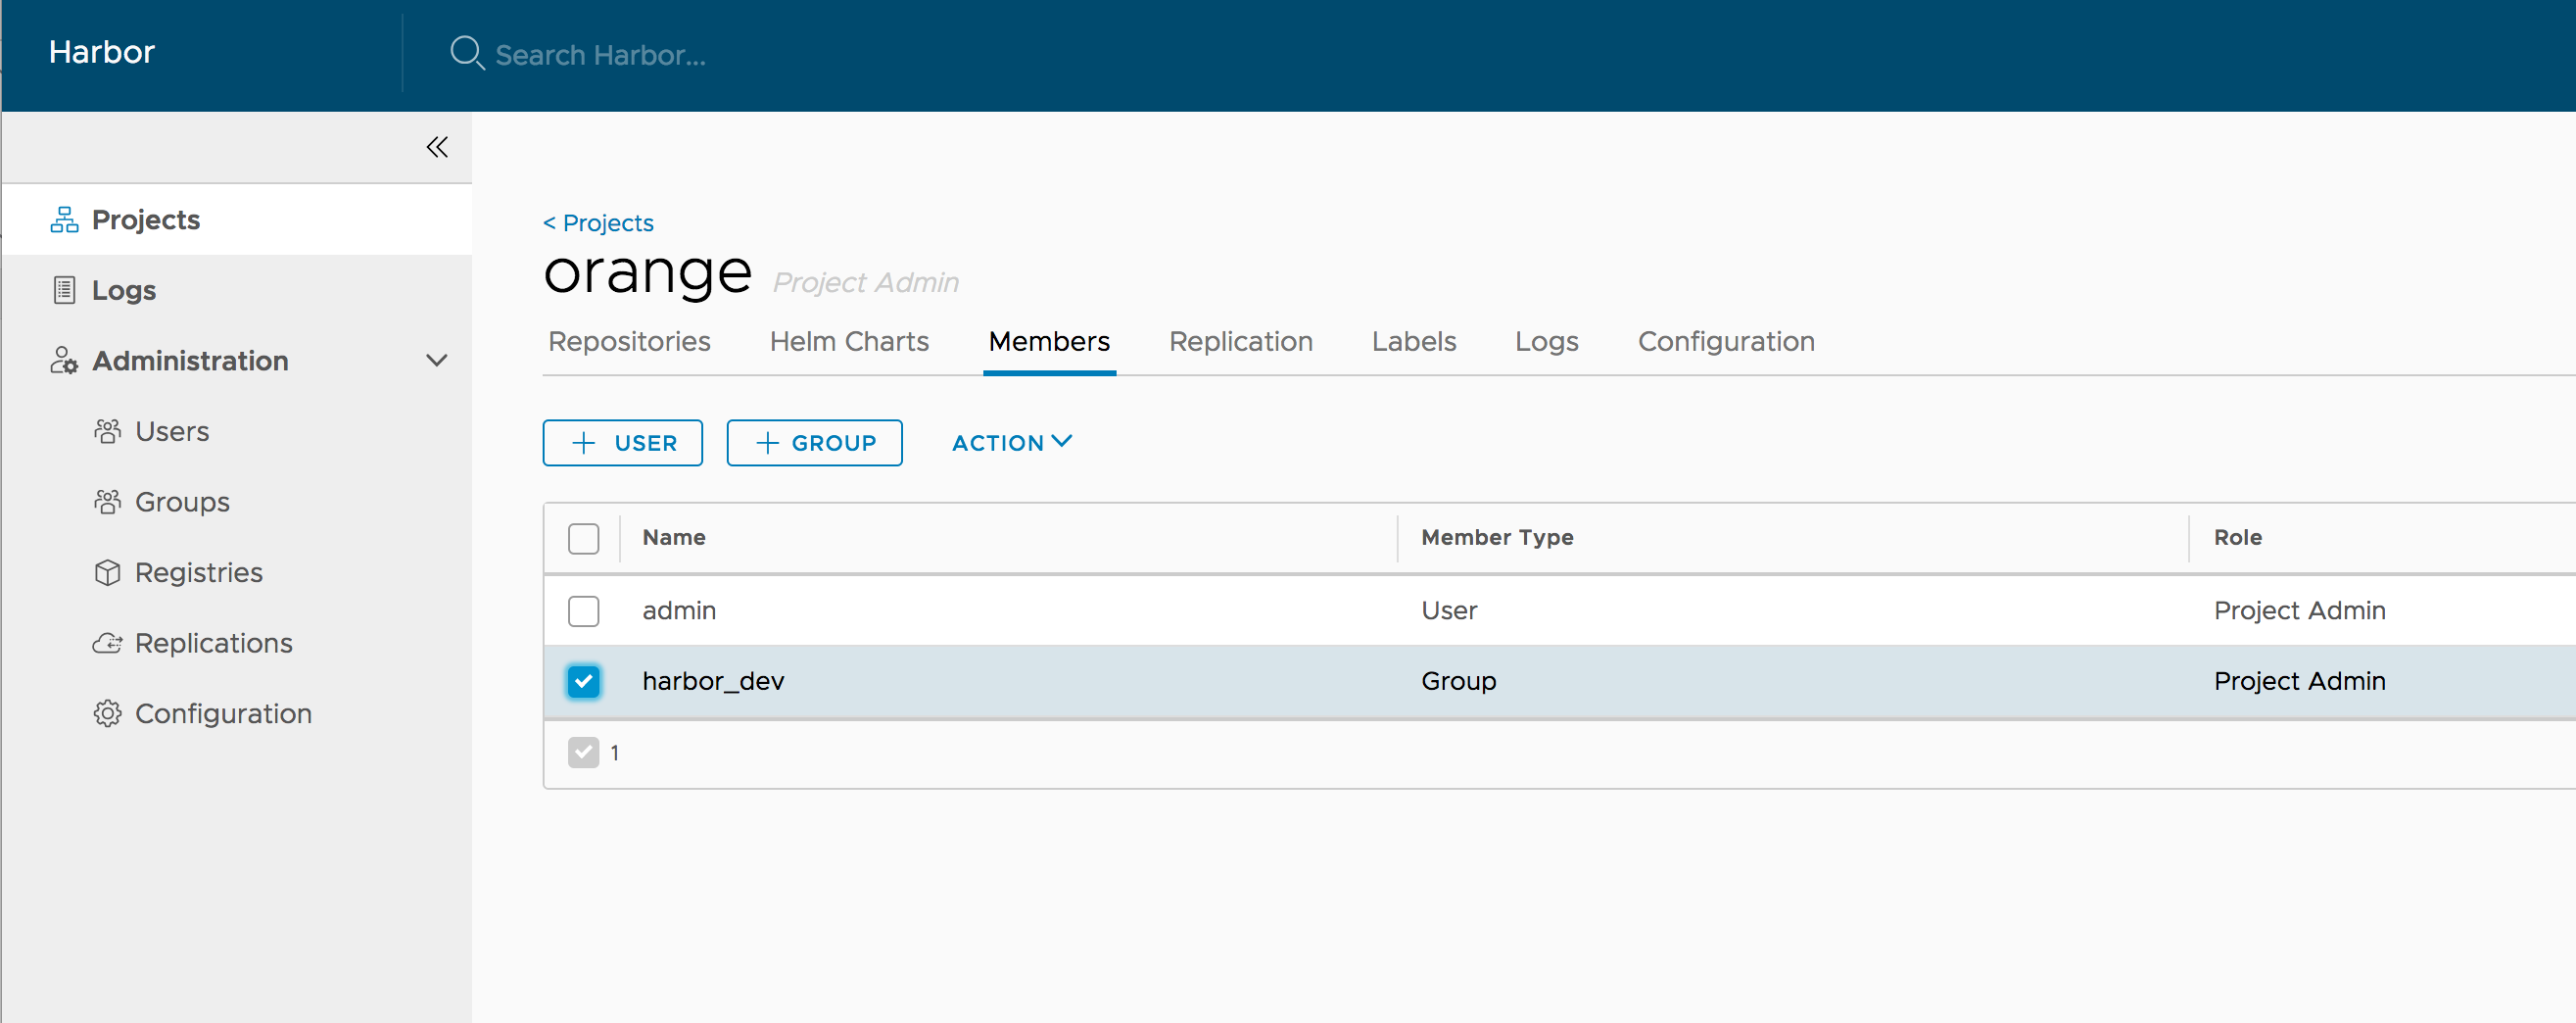 Harbor
Search Harbor...
Projects
Logs
Administration
Users
Groups
Registries
Replications
Configuration
< Projects
orange Project Admin
Repositories Helm Charts Members Replication Labels Logs Configuration
+ USER + GROUP ACTION
Name Member Type Role
admin User Project Admin
harbor_dev Group Project Admin
1